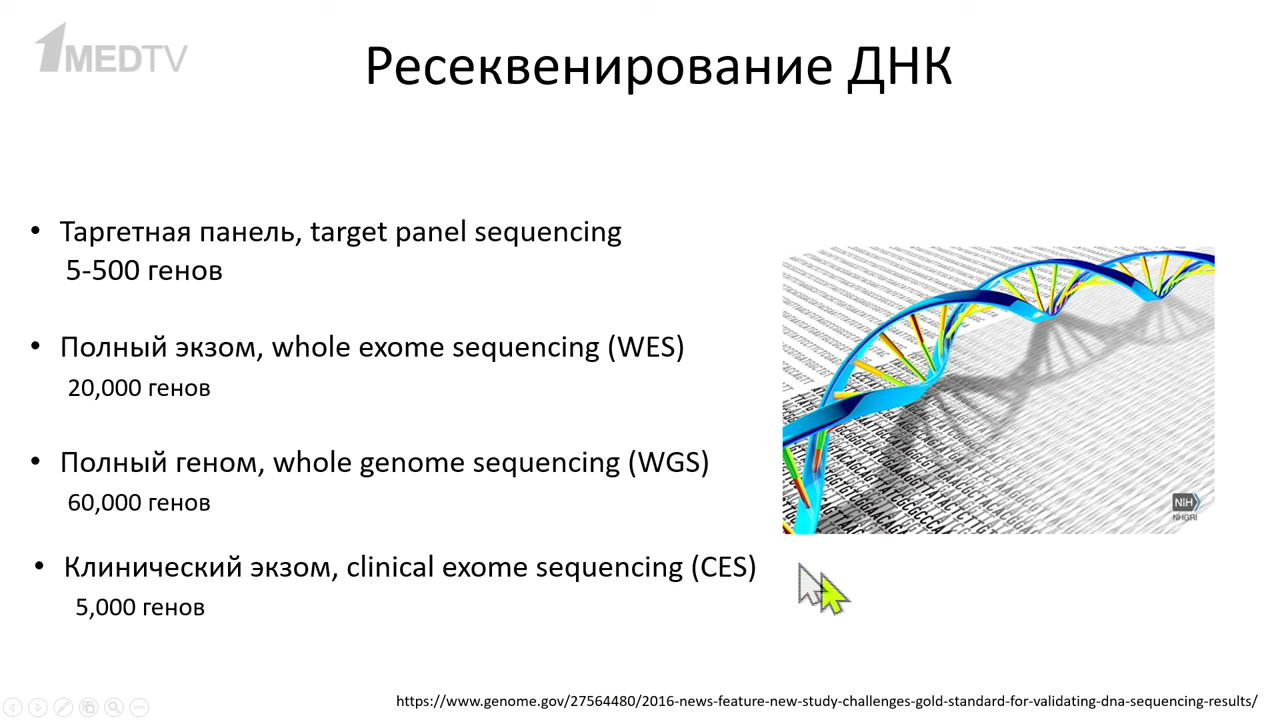 1MEDTV
Ресеквенирование ДНК
• Таргетная панель, target panel sequencing
5-500 генов
• Полный экзом, whole exome sequencing (WES)
20,000 генов
• Полный геном, whole genome sequencing (WGS)
60,000 генов
NIH
NHGRI
• Клинический экзом, clinical exome sequencing (CES)
5,000 генов
https://www.genome.gov/27564480/2016-news-feature-new-study-challenges-gold-standard-for-validating-dna-sequencing-results/